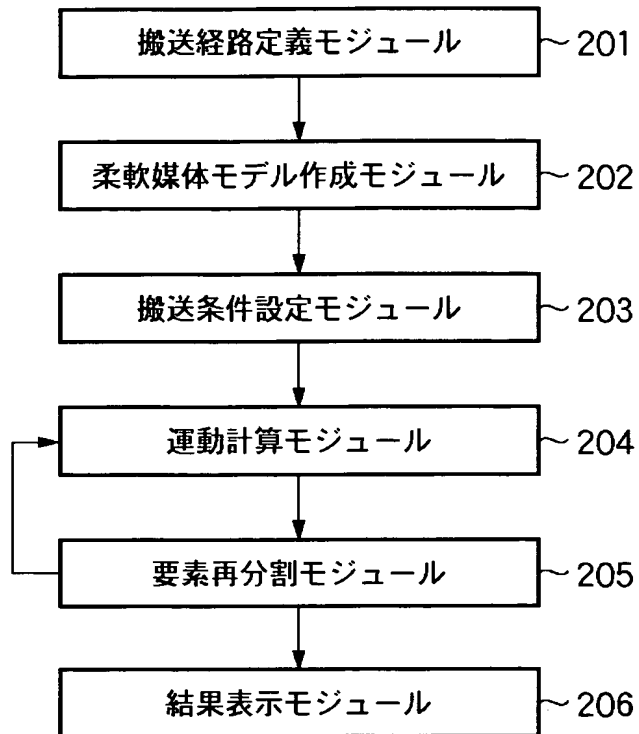 搬送経路定義モジュール ~201
柔軟媒体モデル作成モジュール ~202
搬送条件設定モジュール ~203
運動計算モジュール ~204
要素再分割モジュール ~205
結果表示モジュール ~206